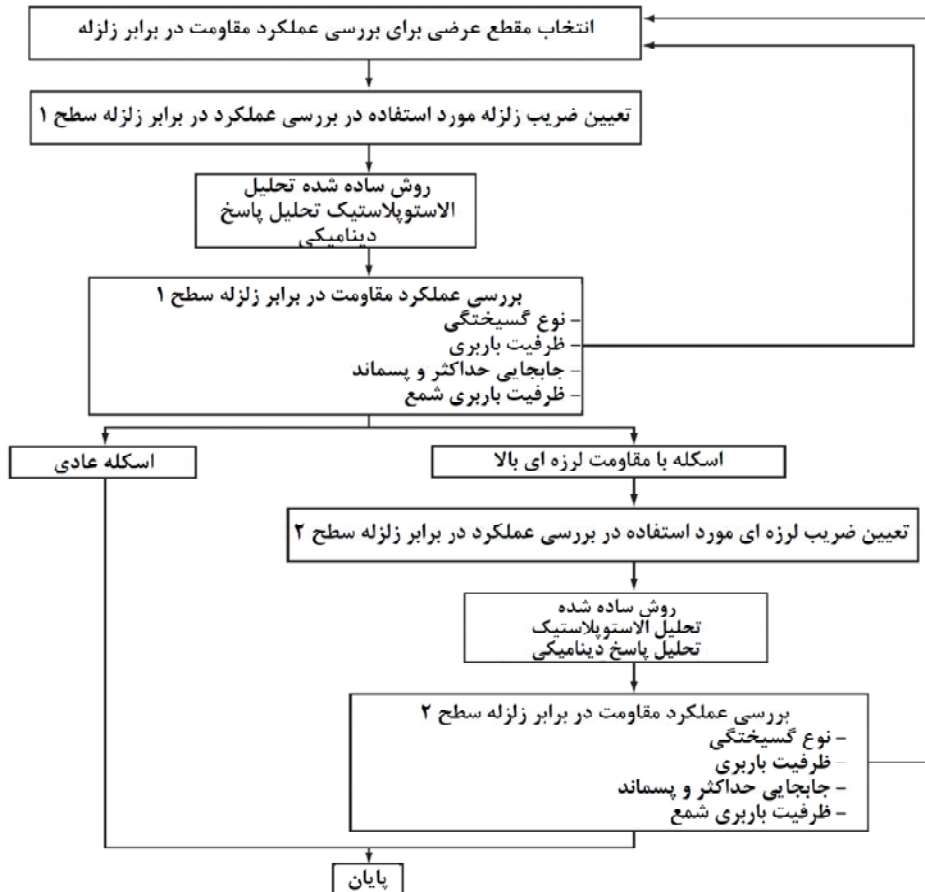 انتخاب مقطع عرضی برای بررسی عملکرد مقاومت در برابر زلزله
تعیین ضریب زلزله مورد استفاده در بررسی عملکرد در برابر زلزله سطح ۱
روش ساده شده تحلیل
الاستوپلاستیک تحلیل پاسخ
دینامیکی
بررسی عملکرد مقاومت در برابر زلزله سطح ۱
- نوع گسیختگی
- ظرفیت باربری
- جابجایی حداکثر و پسماند
- ظرفیت باربری شمع
اسکله با مقاومت لرزه ای بالا
اسکله عادی
تعیین ضریب لرزه ای مورد استفاده در بررسی عملکرد در برابر زلزله سطح ۲
روش ساده شده
تحلیل الاستوپلاستیک
تحلیل پاسخ دینامیکی
بررسی عملکرد مقاومت در برابر زلزله سطح ۲
- نوع گسیختگی
- ظرفیت باربری
- جابجایی حداکثر و پسماند
- ظرفیت باربری شمع
پایان